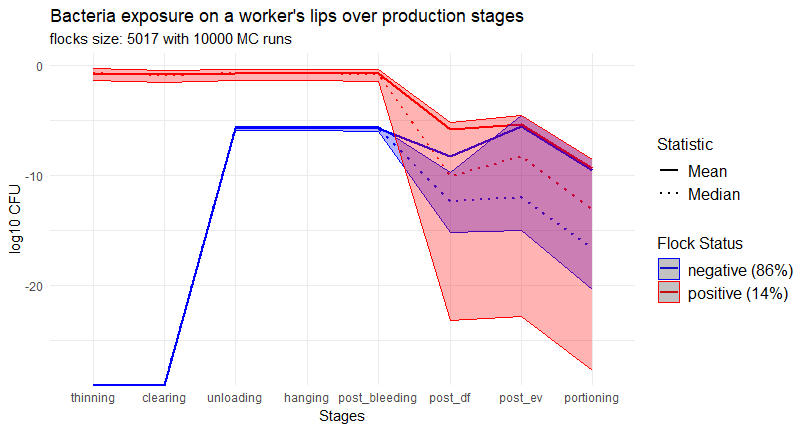 Bacteria exposure on a worker's lips over production stages
flocks size: 5017 with 10000 MC runs
0
-10
-20
log10 CFU
thinning clearing unloading hanging post_bleeding post_df post_ev portioning
Stages
Statistic
Mean
Median
Flock Status
negative (86%)
positive (14%)